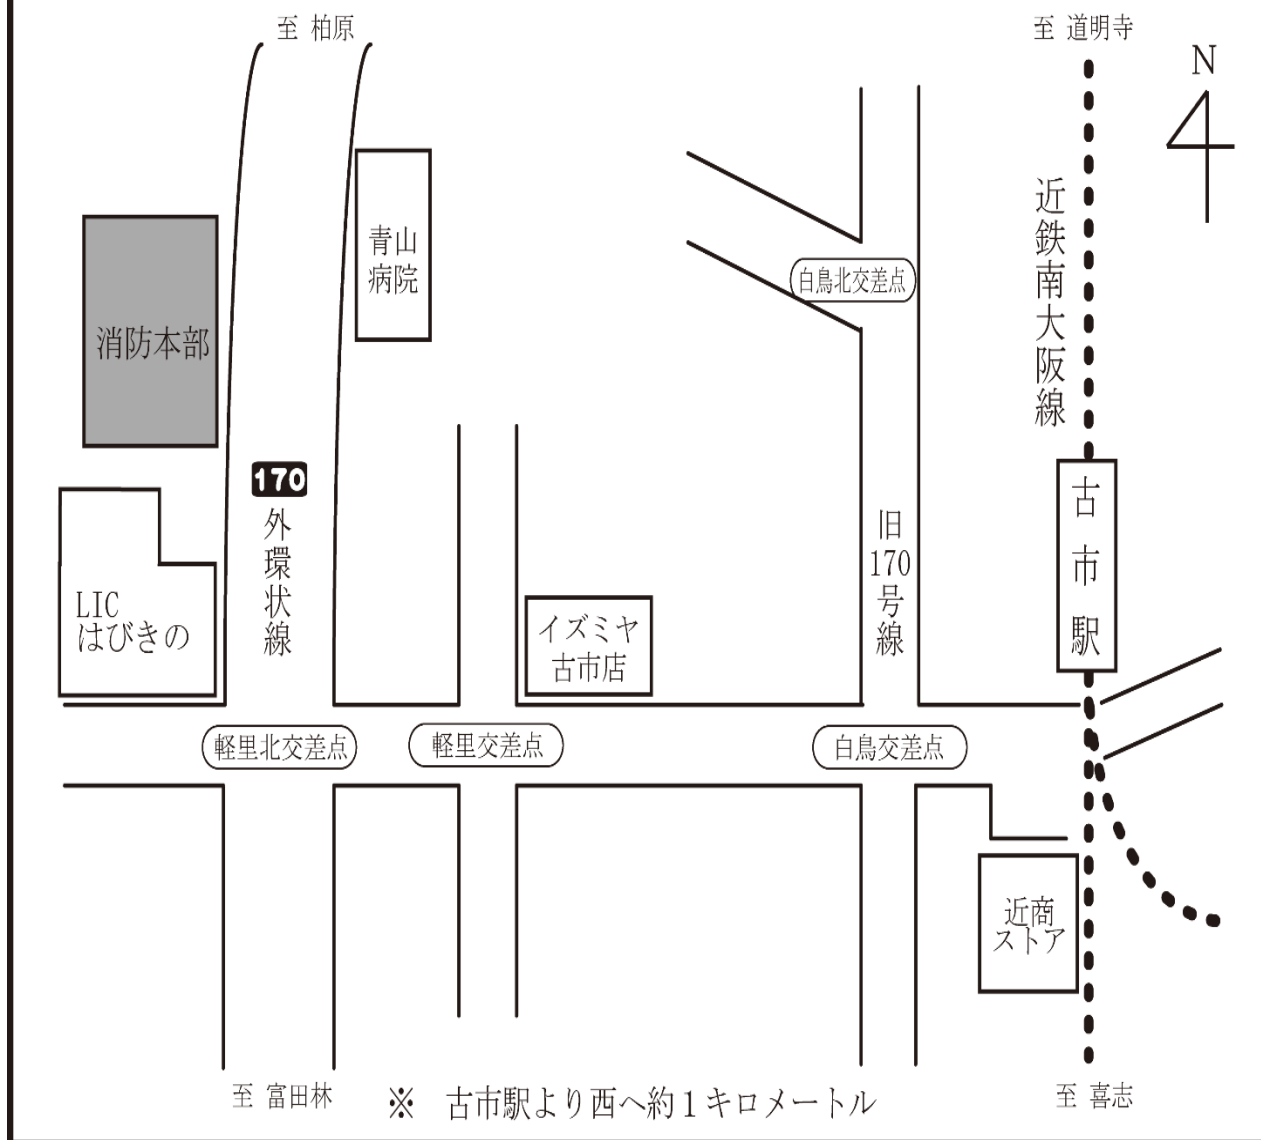 至 柏原
至 道明寺
N
青山
病院
白鳥北交差点
近鉄南大阪線
消防本部
170
外環状線
旧170号線
古市駅
LIC
はびきの
イズミヤ
古市店
軽里北交差点
軽里交差点
白鳥交差点
近商
ストア
至 富田林
※ 古市駅より西へ約１キロメートル
至 喜志